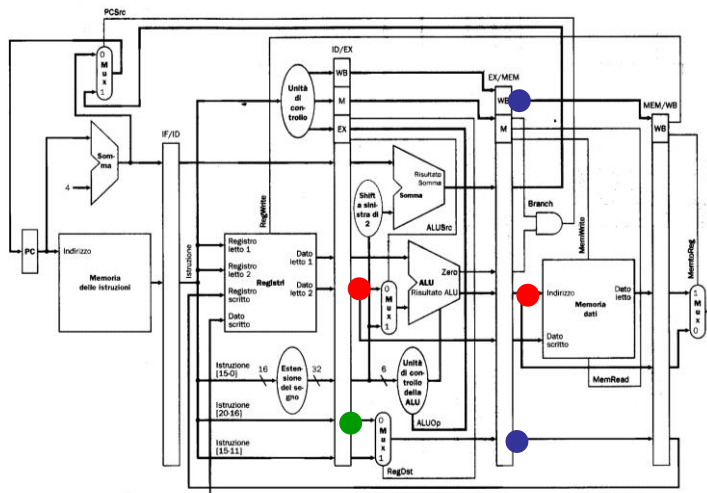 PCSrc
ID/EX
0
M
u
x
1
Unità
di
controllo
WB
M
EX
EX/MEM
WB
M
MEM/WB
WB
IF/ID
Som-
ma
4
RegWrite
Shift
a sini-
stra di
2
Risultato
Somma
Somma
ALUSrc
Branch
MemWrite
MemtoReg
PC
Indirizzo
Memoria
delle istruzioni
Istruzione
Registro
letto 1
Registro
letto 2
Registri
Registro
scritto
Dato
scritto
Dato
letto 1
Dato
letto 2
0
M
u
x
1
Zero
ALU
Risultato ALU
Indirizzo
Dato
letto
Memoria
dati
Dato
scritto
1
M
u
x
0
Istruzione
[15-0]
16
Esten-
sione
del se-
gno
32
6
Unità
di con-
trollo
della
ALU
MemRead
Istruzione
[20-16]
ALUOp
Istruzione
[15-11]
0
M
u
x
1
RegDst